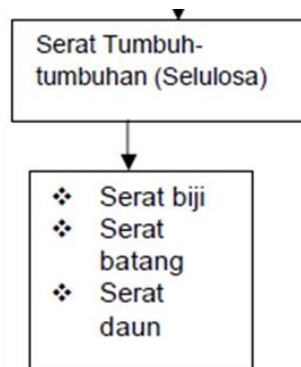 Serat Tumbuh-
tumbuhan (Selulosa)
❖ Serat biji
❖ Serat
batang
❖ Serat
daun